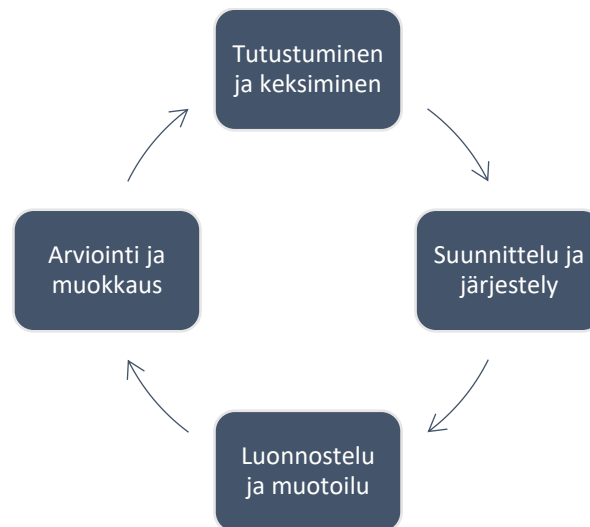 Tutustuminen
ja keksiminen
Suunnittelu ja
järjestely
Luonnostelu
ja muotoilu
Arviointi ja
muokkaus